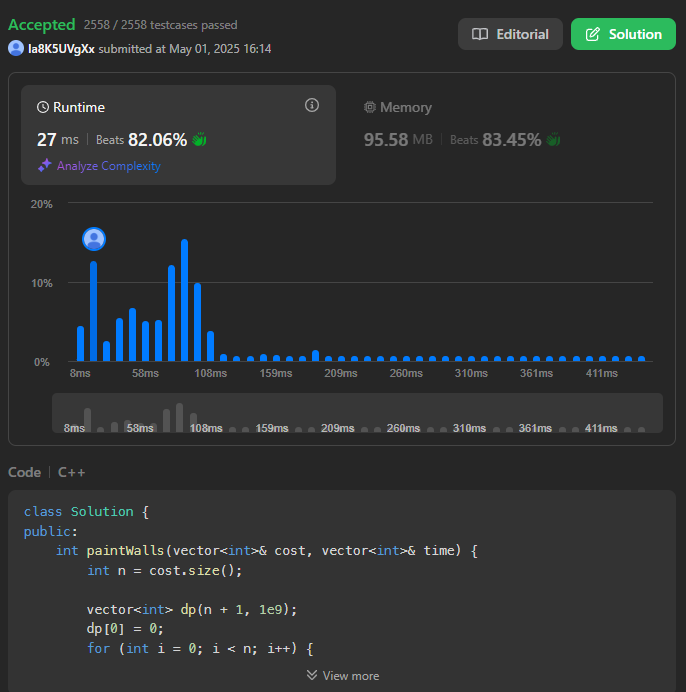 Accepted 2558 / 2558 testcases passed
Ia8K5UVgXx submitted at May 01, 2025 16:14
Editorial
Solution
Runtime
27 ms | Beats 82.06%
Analyze Complexity
Memory
95.58 MB | Beats 83.45%
20%
10%
0%
8ms 58ms 108ms 159ms 209ms 260ms 310ms 361ms 411ms
8ms 58ms 108ms 159ms 209ms 260ms 310ms 361ms 411ms
Code | C++
class Solution {
public:
    int paintWalls(vector<int>& cost, vector<int>& time) {
        int n = cost.size();

        vector<int> dp(n + 1, 1e9);
        dp[0] = 0;
        for (int i = 0; i < n; i++) {
View more